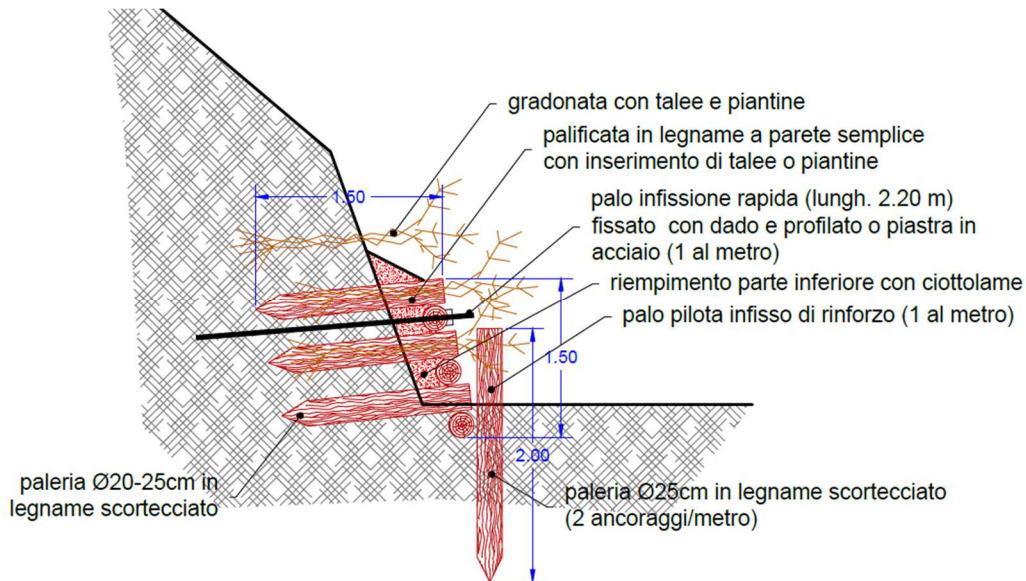 gradonata con talee e piantine
palificata in legname a parete semplice
con inserimento di talee o piantine
palo infissione rapida (lungh. 2.20 m)
fissato con dado e profilato o piastra in
acciaio (1 al metro)
riempimento parte inferiore con ciottolame
palo pilota infisso di rinforzo (1 al metro)
1.50
1.50
2.00
paleria Ø20-25cm in
legname scortecciato
paleria Ø25cm in legname scortecciato
(2 ancoraggi/metro)